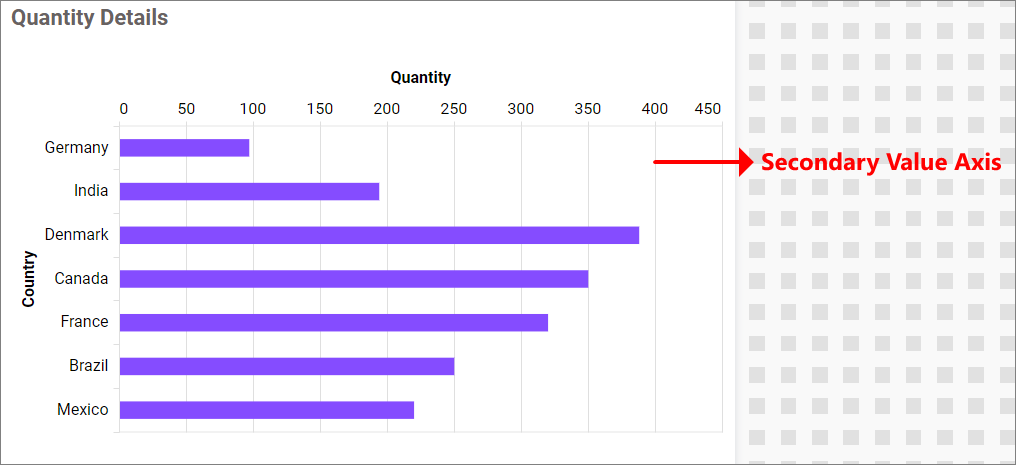 Quantity Details
Quantity
0 50 100 150 200 250 300 350 400 450
Germany
Secondary Value Axis
India
Denmark
Country
Canada
France
Brazil
Mexico